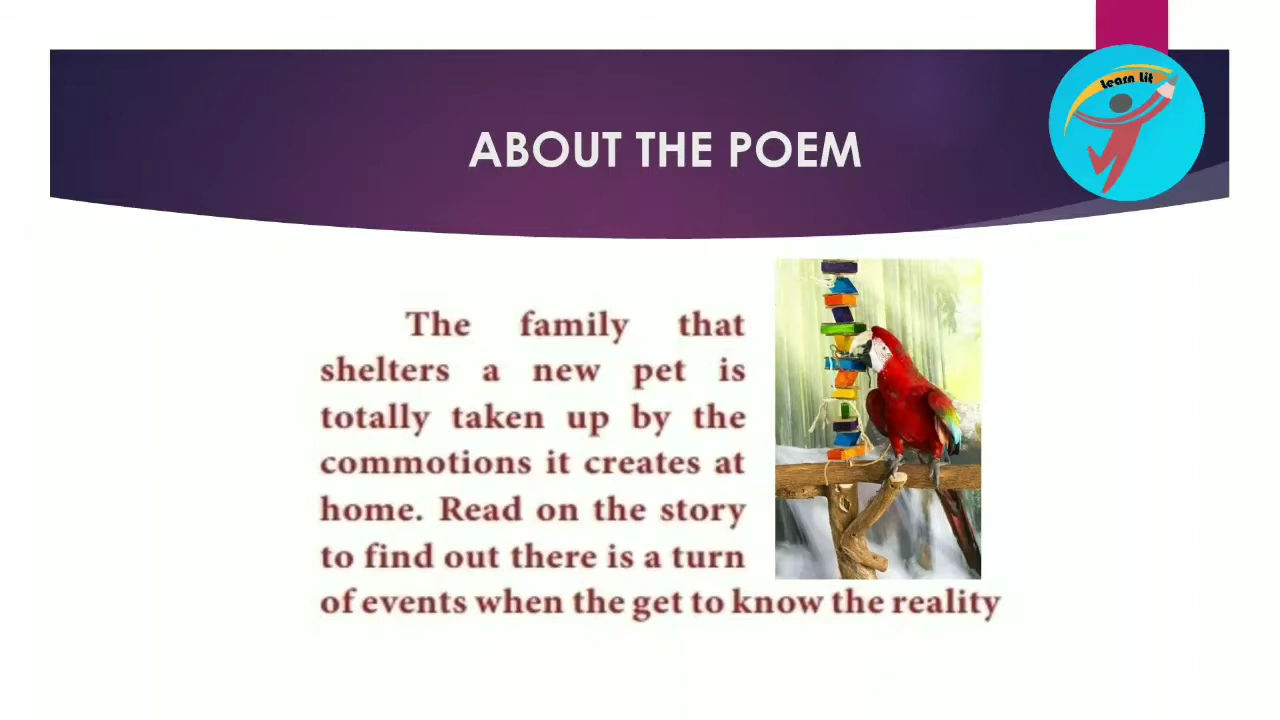 Learn Lit
ABOUT THE POEM
The family that
shelters a new pet is
totally taken up by the
commotions it creates at
home. Read on the story
to find out there is a turn
of events when the get to know the reality